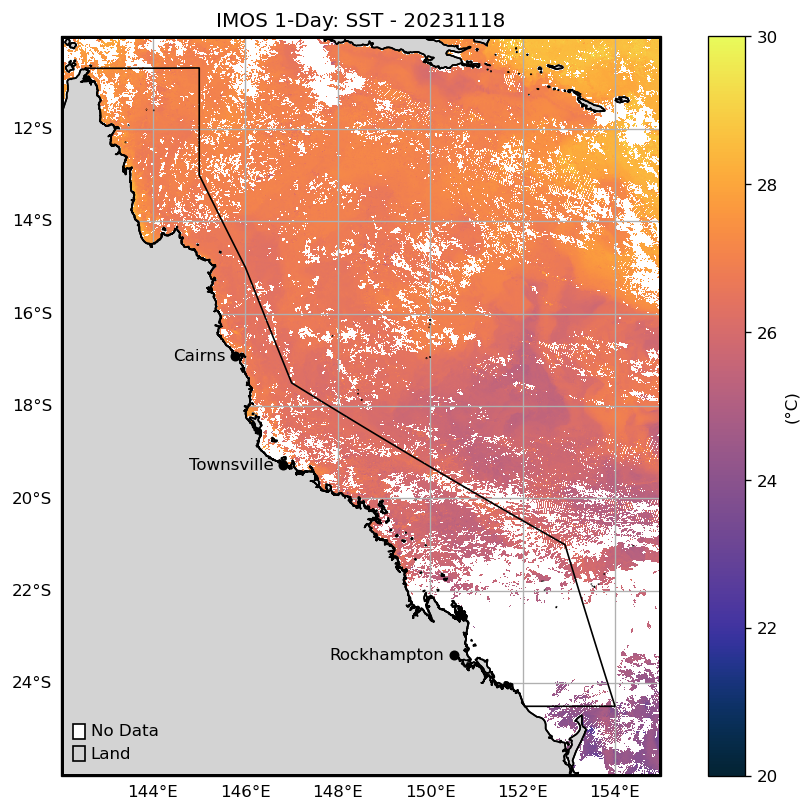 IMOS 1-Day: SST - 20231118
30
12°S
28
14°S
16°S
26
Cairns
(°C)
18°S
Townsville
24
20°S
22°S
22
Rockhampton
24°S
No Data
Land
20
144°E 146°E 148°E 150°E 152°E 154°E